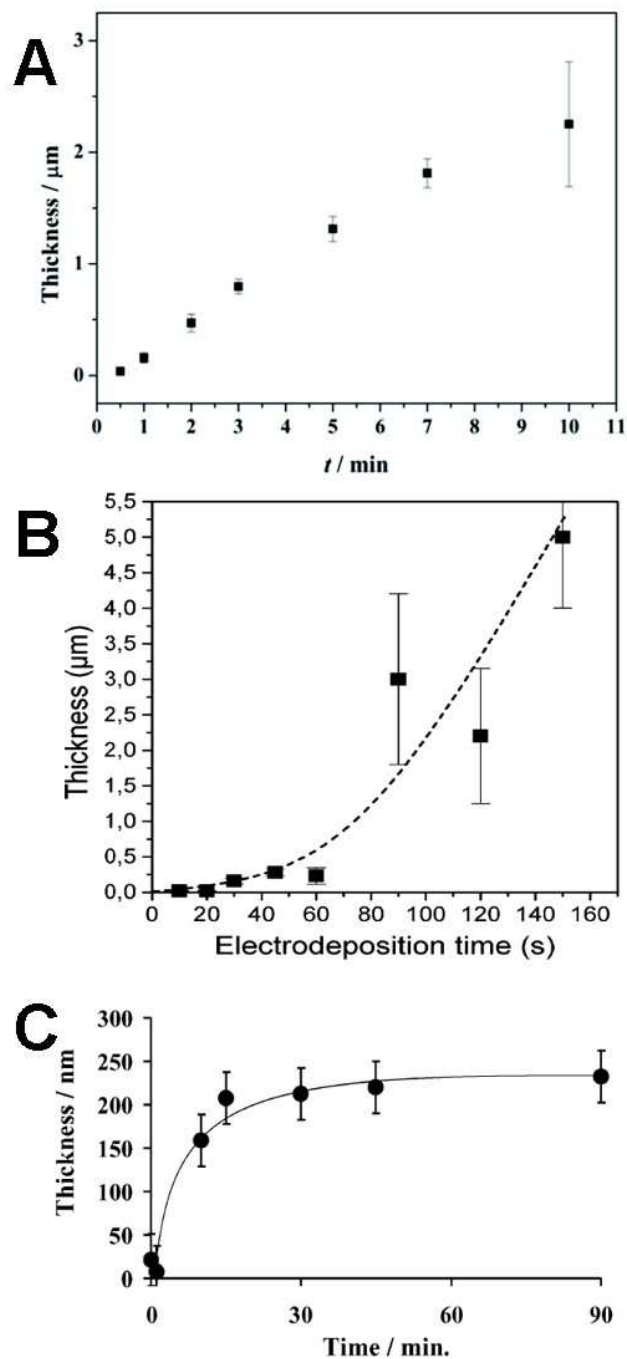 A
3
2
1
0
Thickness / μm
0 1 2 3 4 5 6 7 8 9 10 11
t / min
B
5,5
5,0
4,5
4,0
3,5
3,0
2,5
2,0
1,5
1,0
0,5
0,0
Thickness (μm)
0 20 40 60 80 100 120 140 160
Electrodeposition time (s)
C
300
250
200
150
100
50
0
Thickness / nm
0 30 60 90
Time / min.